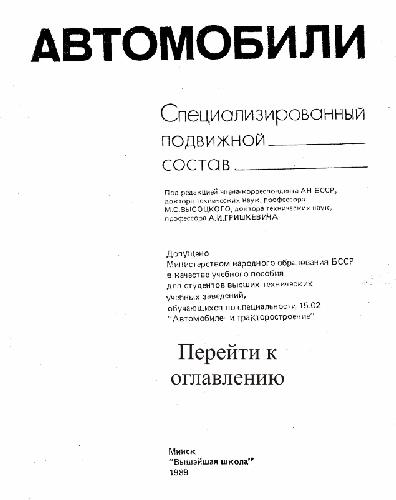 АВТОМОБИЛИ
Специализированный
подвижной
состав
Под редакцией члена-корреспондента АН БССР,
доктора технических наук, профессора
М.С.ВЫСОЦКОГО, доктора технических наук,
профессора А.И.ГРИШКЕВИЧА
Допущено
Министерством народного образования БССР
в качестве учебного пособия
для студентов высших технических
учебных заведений,
обучающихся по специальности 15.02
"Автомобиле- и тракторостроение"
Перейти к
оглавлению
Минск
"Вышэйшая школа"
1989